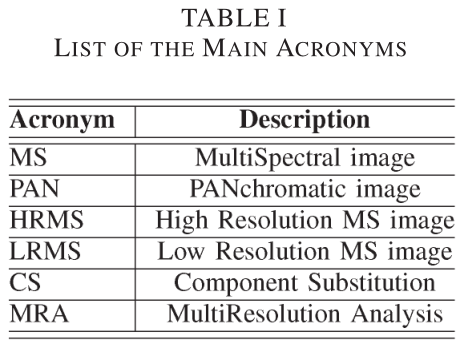 TABLE I
LIST OF THE MAIN ACRONYMS
Acronym Description
MS MultiSpectral image
PAN PANchromatic image
HRMS High Resolution MS image
LRMS Low Resolution MS image
CS Component Substitution
MRA MultiResolution Analysis